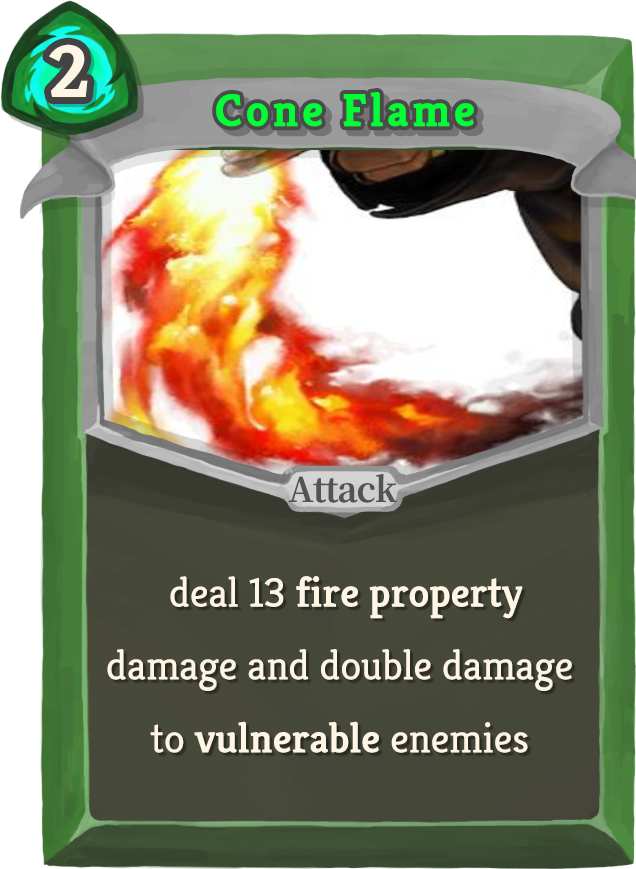 2
Cone Flame
Attack
deal 13 fire property
damage and double damage
to vulnerable enemies